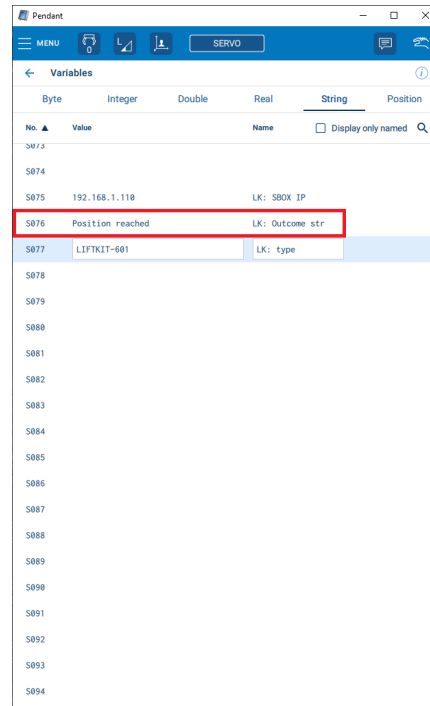 Pendant
MENU
0
L
SERVO
Variables
Byte Integer Double Real String Position
No. ▲ Value Name Display only named
S073
S074
S075 192.168.1.110 LK: SBOX IP
S076 Position reached LK: Outcome str
S077 LIFTKIT-601 LK: type
S078
S079
S080
S081
S082
S083
S084
S085
S086
S087
S088
S089
S090
S091
S092
S093
S094